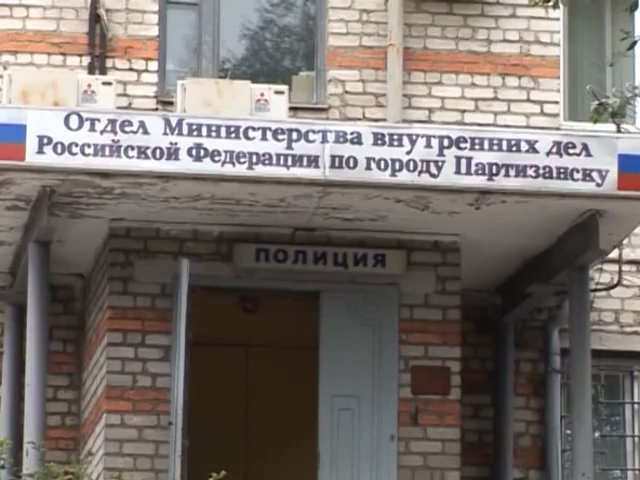 Отдел Министерства внутренних дел
Российской Федерации по городу Партизанску
ПОЛИЦИЯ